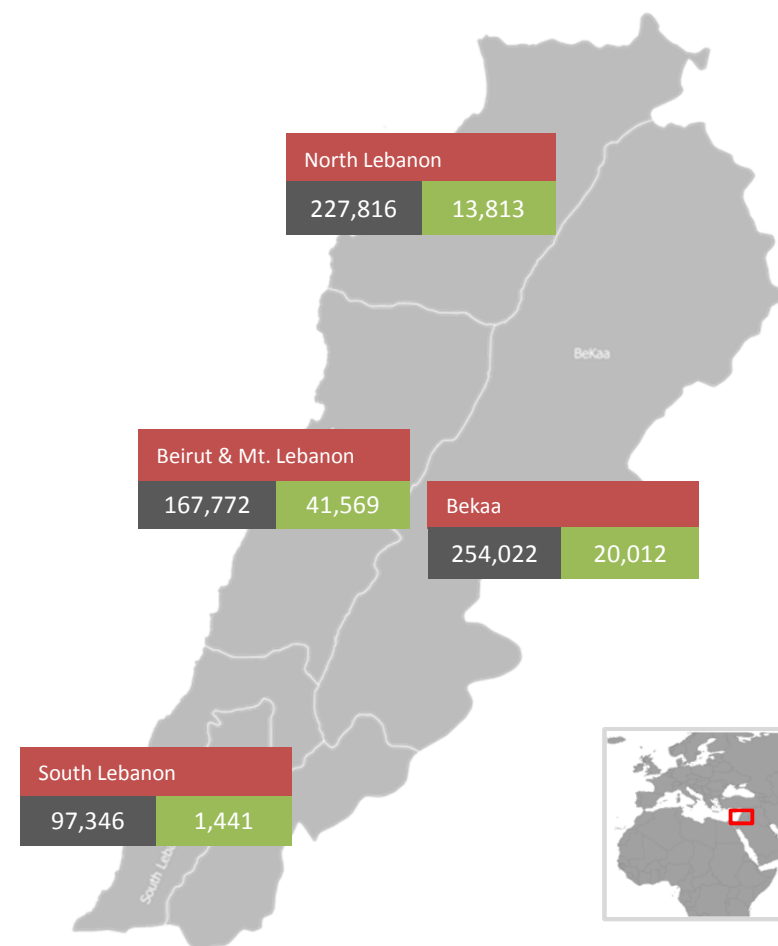 North Lebanon
227,816 13,813
BeKaa
Beirut & Mt. Lebanon
167,772 41,569
Bekaa
254,022 20,012
South Lebanon
97,346 1,441
South Leba